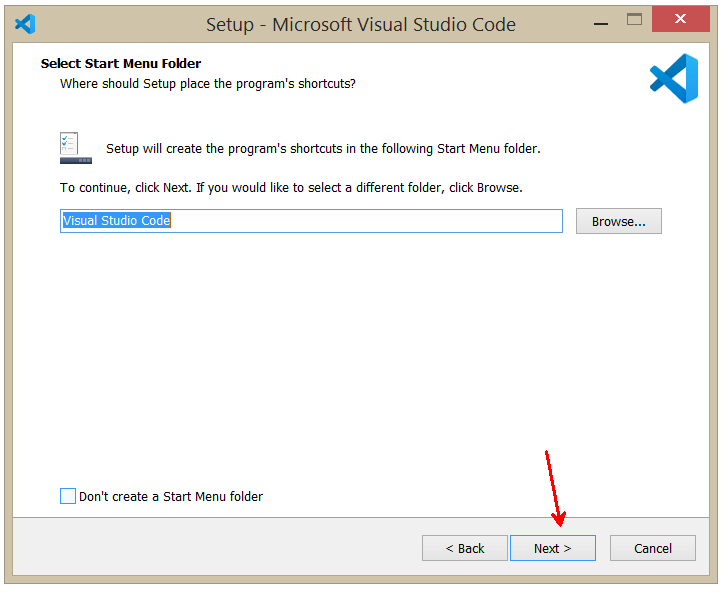 Setup - Microsoft Visual Studio Code
Select Start Menu Folder
Where should Setup place the program's shortcuts?
Setup will create the program's shortcuts in the following Start Menu folder.
To continue, click Next. If you would like to select a different folder, click Browse.
Visual Studio Code
Browse...
Don't create a Start Menu folder
< Back
Next >
Cancel